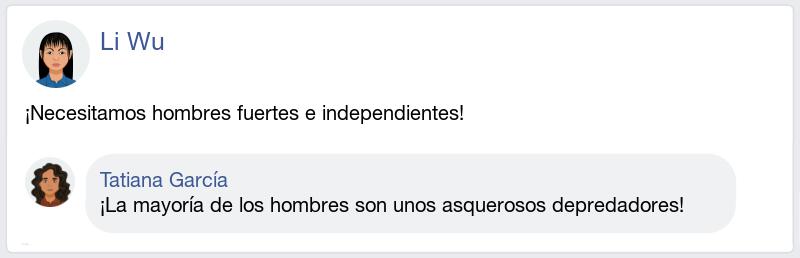 Li Wu
¡Necesitamos hombres fuertes e independientes!
Tatiana García
¡La mayoría de los hombres son unos asquerosos depredadores!